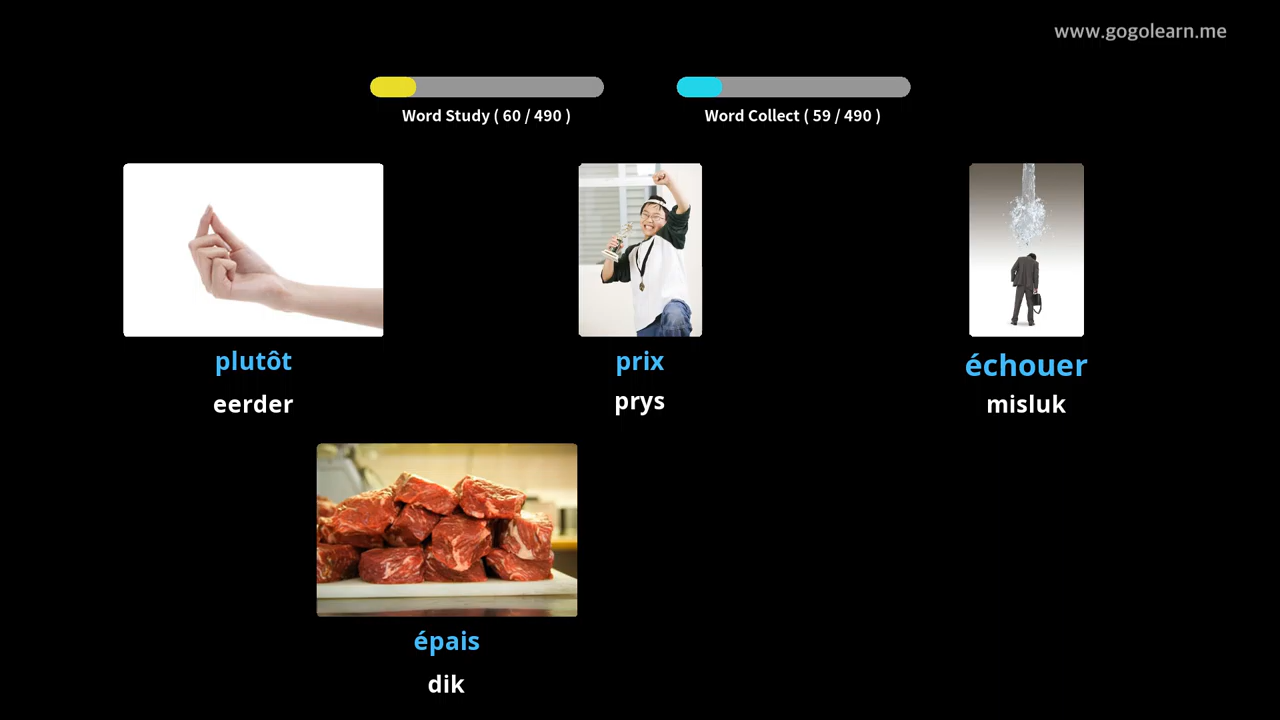 www.gogolearn.me
Word Study ( 60 / 490 )
Word Collect ( 59 / 490 )
plutôt
eerder
prix
prys
échouer
misluk
épais
dik